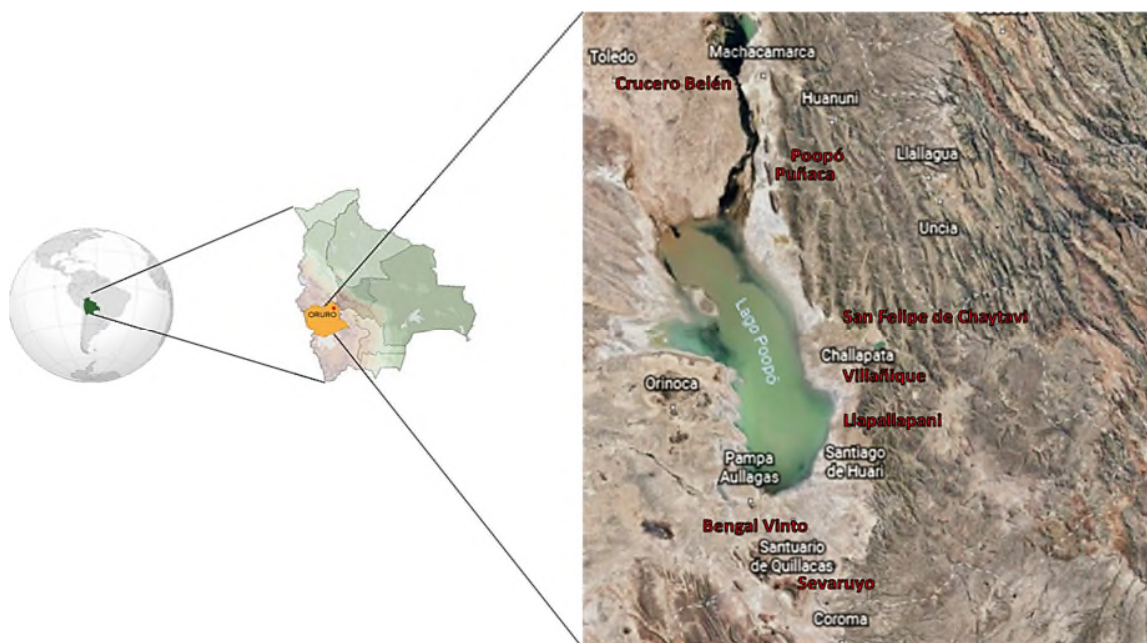 Toledo
Machacamarca
Crucero Belén
Huanuni
Poopó
Llallagua
Puñaca
Uncia
ORURO
San Felipe de Chaytavi
Lago Poopó
Challapata
Villañique
Orinoca
Llapallapani
Pampa
Aullagas
Santiago
de Huari
Bengal Vinto
Santuario
de Quillacas
Sevaruyo
Coroma